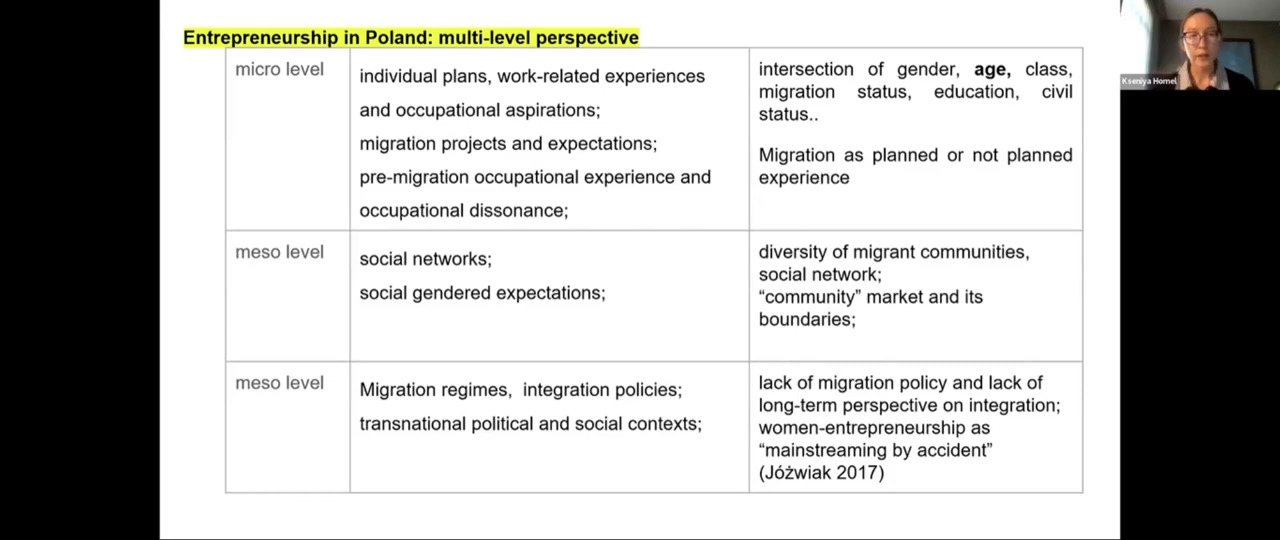 Entrepreneurship in Poland: multi-level perspective
micro level
individual plans, work-related experiences
and occupational aspirations;
migration projects and expectations;
pre-migration occupational experience and
occupational dissonance;
intersection of gender, age, class,
migration status, education, civil
status..
Migration as planned or not planned
experience
meso level
social networks;
social gendered expectations;
diversity of migrant communities,
social network;
“community” market and its
boundaries;
meso level
Migration regimes, integration policies;
transnational political and social contexts;
lack of migration policy and lack of
long-term perspective on integration;
women-entrepreneurship as
“mainstreaming by accident”
(Jóżwiak 2017)
Kseniya Homel